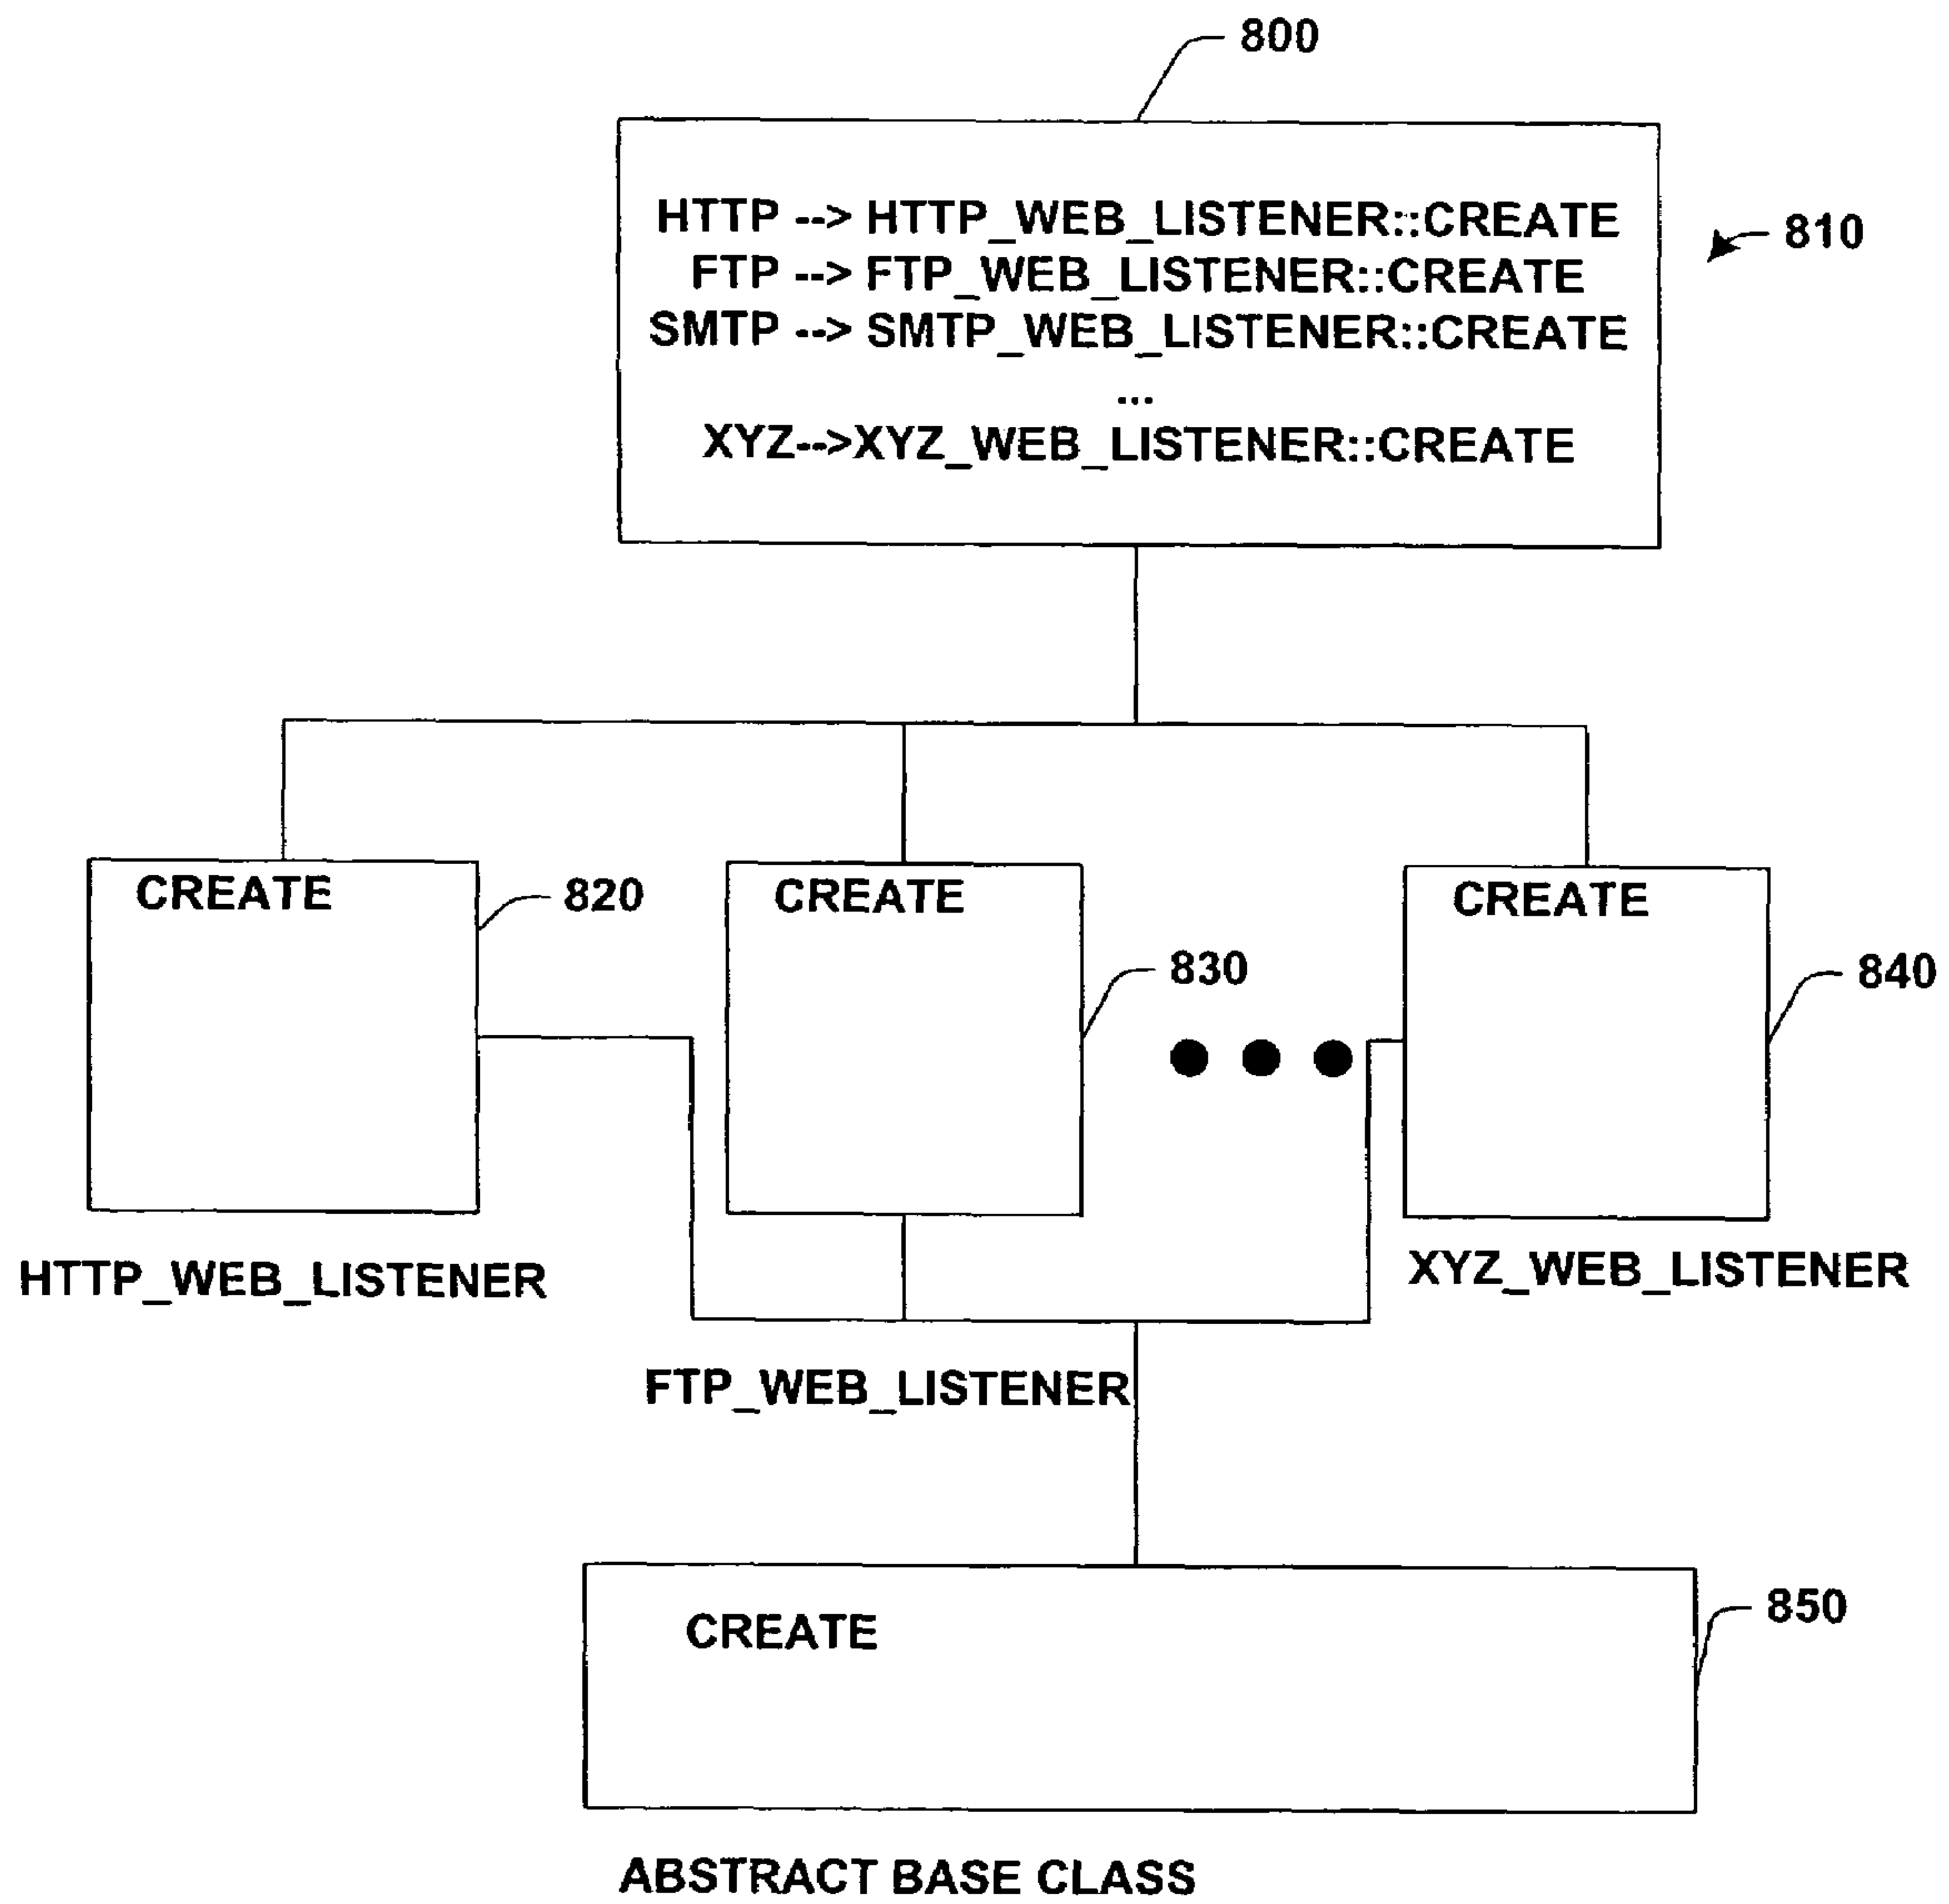 800
HTTP --> HTTP_WEB_LISTENER::CREATE
810
FTP --> FTP_WEB_LISTENER::CREATE
SMTP --> SMTP_WEB_LISTENER::CREATE
...
XYZ-->XYZ_WEB_LISTENER::CREATE
CREATE
820
CREATE
830
CREATE
840
HTTP_WEB_LISTENER
XYZ_WEB_LISTENER
FTP_WEB_LISTENER
CREATE
850
ABSTRACT BASE CLASS